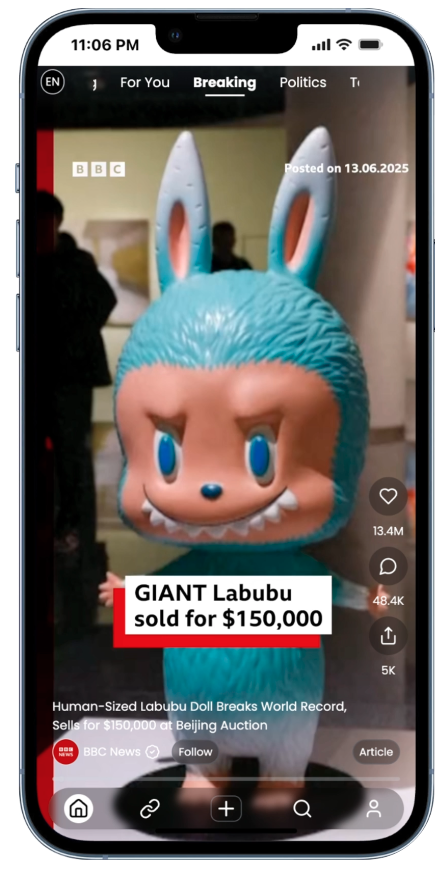 11:06 PM
EN
g For You Breaking Politics
BBC
Posted on 13.06.2025
13.4M
48.4K
5K
GIANT Labubu
sold for $150,000
Human-Sized Labubu Doll Breaks World Record,
Sells for $150,000 at Beijing Auction
BBC NEWS
BBC News Follow Article